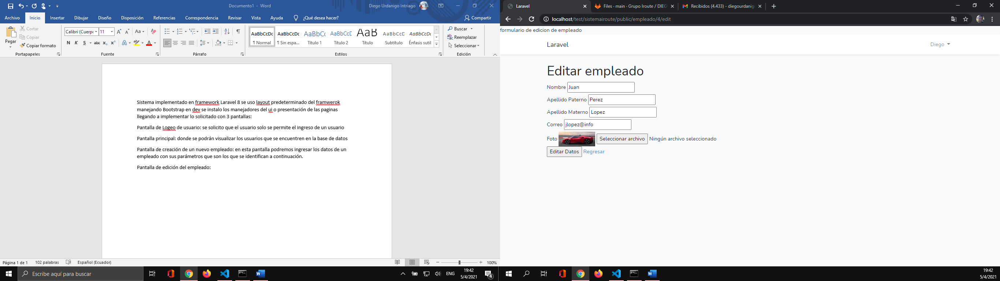 Documento1 - Word
Diego Urdanigo Intriago
Archivo Inicio Insertar Dibujar Diseño Disposición Referencias Correspondencia Revisar Vista Ayuda ¿Qué desea hacer? Compartir
Pegar
Cortar
Copiar
Copiar formato
Portapapeles
Calibri (Cuerpo 11
N K S abc x₂ x²
Fuente
Párrafo
AaBbCcDc AaBbCcDc AaBbC AaBbCcD AaB AaBbCcD AaBbCcDc
¶ Normal ¶ Sin espa... Título 1 Título 2 Título Subtítulo Énfasis sutil
Estilos
Buscar
Reemplazar
Seleccionar
Edición
Sistema implementado en framework Laravel 8 se uso layout predeterminado del framwerok
manejando Bootstrap en dev se instalo los manejadores del ui o presentación de las paginas
llegando a implementar lo solicitado con 3 pantallas:
Pantalla de Logeo de usuario: se solicito que el usuario solo se permite el ingreso de un usuario
Pantalla principal: donde se podrán visualizar los usuarios que se encuentren en la base de datos
Pantalla de creación de un nuevo empleado: en esta pantalla podremos ingresar los datos de un
empleado con sus parámetros que son los que se identifican a continuación.
Pantalla de edición del empleado:
Página 1 de 1 102 palabras Español (Ecuador) 100%
Escribe aquí para buscar
ENG
19:42
5/4/2021
4
Laravel
Files · main · Grupo Iroute / DIEG
Recibidos (4.433) - diegourdanig
localhost/test/sistemairoute/public/empleado/4/edit
formulario de edicion de empleado
Laravel
Diego
Editar empleado
Nombre Juan
Apellido Paterno Perez
Apellido Materno Lopez
Correo jlopez@info
Foto Seleccionar archivo Ningún archivo seleccionado
Editar Datos Regresar
19:42
5/4/2021